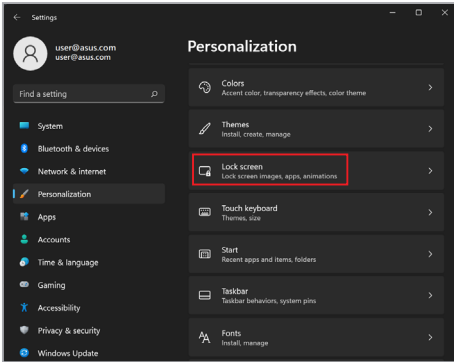 Settings
user@asus.com
user@asus.com
Find a setting
System
Bluetooth & devices
Network & internet
Personalization
Apps
Accounts
Time & language
Gaming
Accessibility
Privacy & security
Windows Update
Personalization
Colors
Accent color, transparency effects, color theme
Themes
Install, create, manage
Lock screen
Lock screen images, apps, animations
Touch keyboard
Themes, size
Start
Recent apps and items, folders
Taskbar
Taskbar behaviors, system pins
Fonts
Install, manage